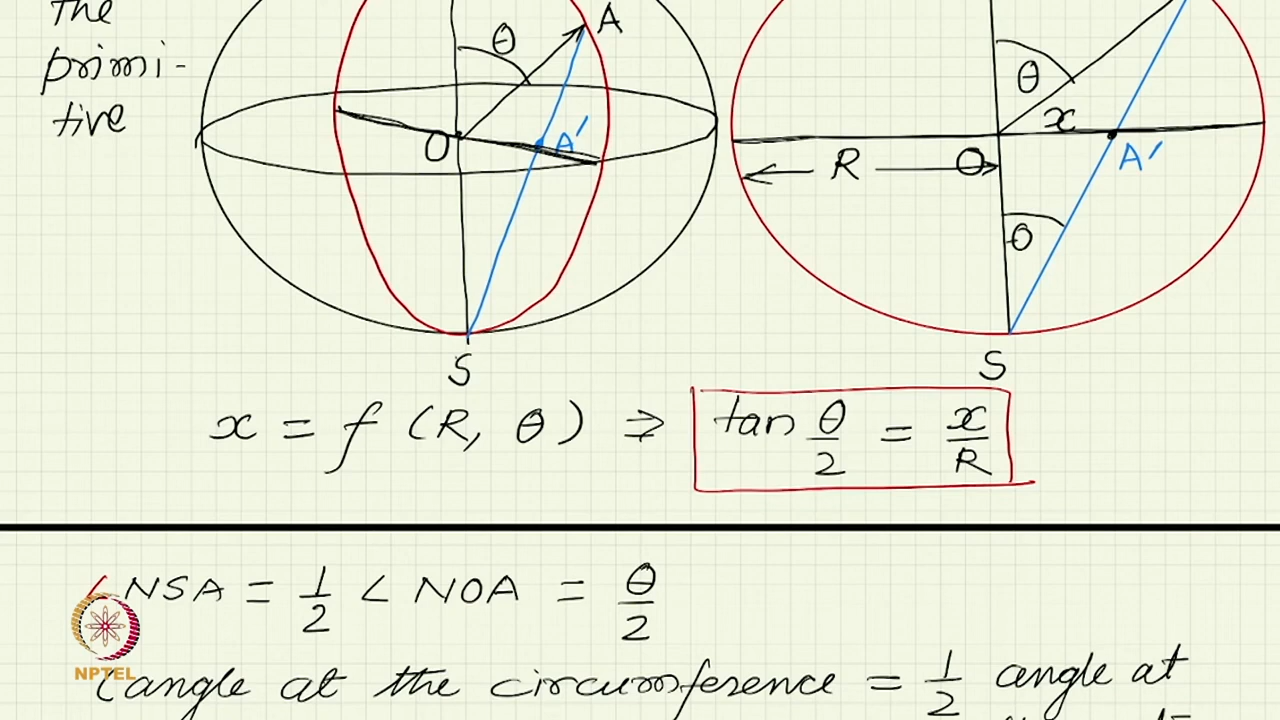 the
primi-
tive
θ
A
O
A'
S
θ
x
R
O
A'
θ
S
x = f (R, θ) ⇒ tan θ/2 = x/R
∠NSA = 1/2 ∠ NOA = θ/2
(angle at the circumference = 1/2 angle at
NPTEL